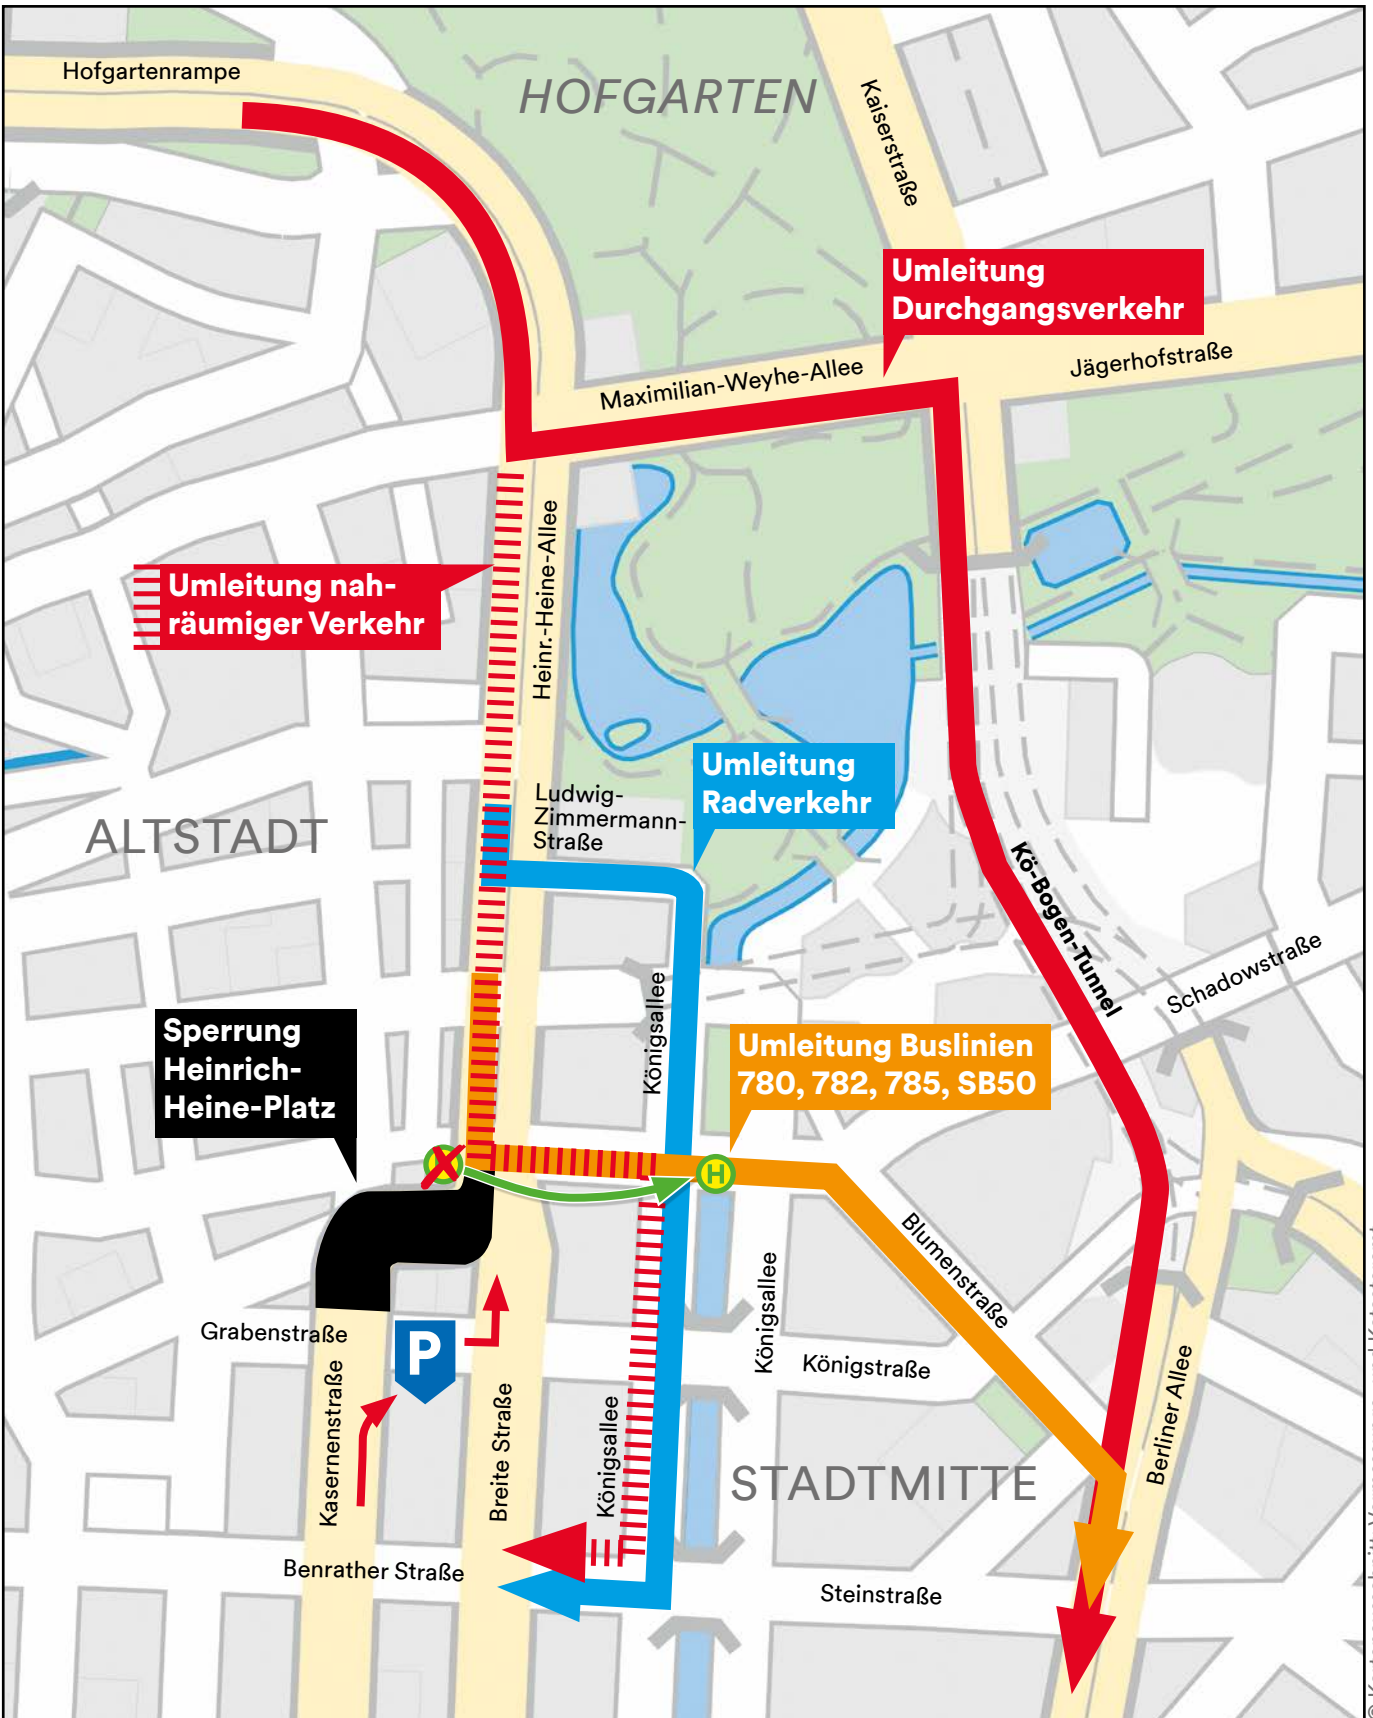 Hofgartenrampe
HOFGARTEN
Kaiserstraße
Umleitung
Durchgangsverkehr
Maximilian-Weyhe-Allee
Jägerhofstraße
Heinr.-Heine-Allee
Umleitung nah-
räumiger Verkehr
Umleitung
Radverkehr
Ludwig-
Zimmermann-
Straße
ALTSTADT
Kö-Bogen-Tunnel
Schadowstraße
Königsallee
Sperrung
Heinrich-
Heine-Platz
Umleitung Buslinien
780, 782, 785, SB50
X
H
Blumenstraße
Königsallee
Grabenstraße
P
Königstraße
Kasernenstraße
Breite Straße
Königsallee
Berliner Allee
STADTMITTE
Benrather Straße
Steinstraße